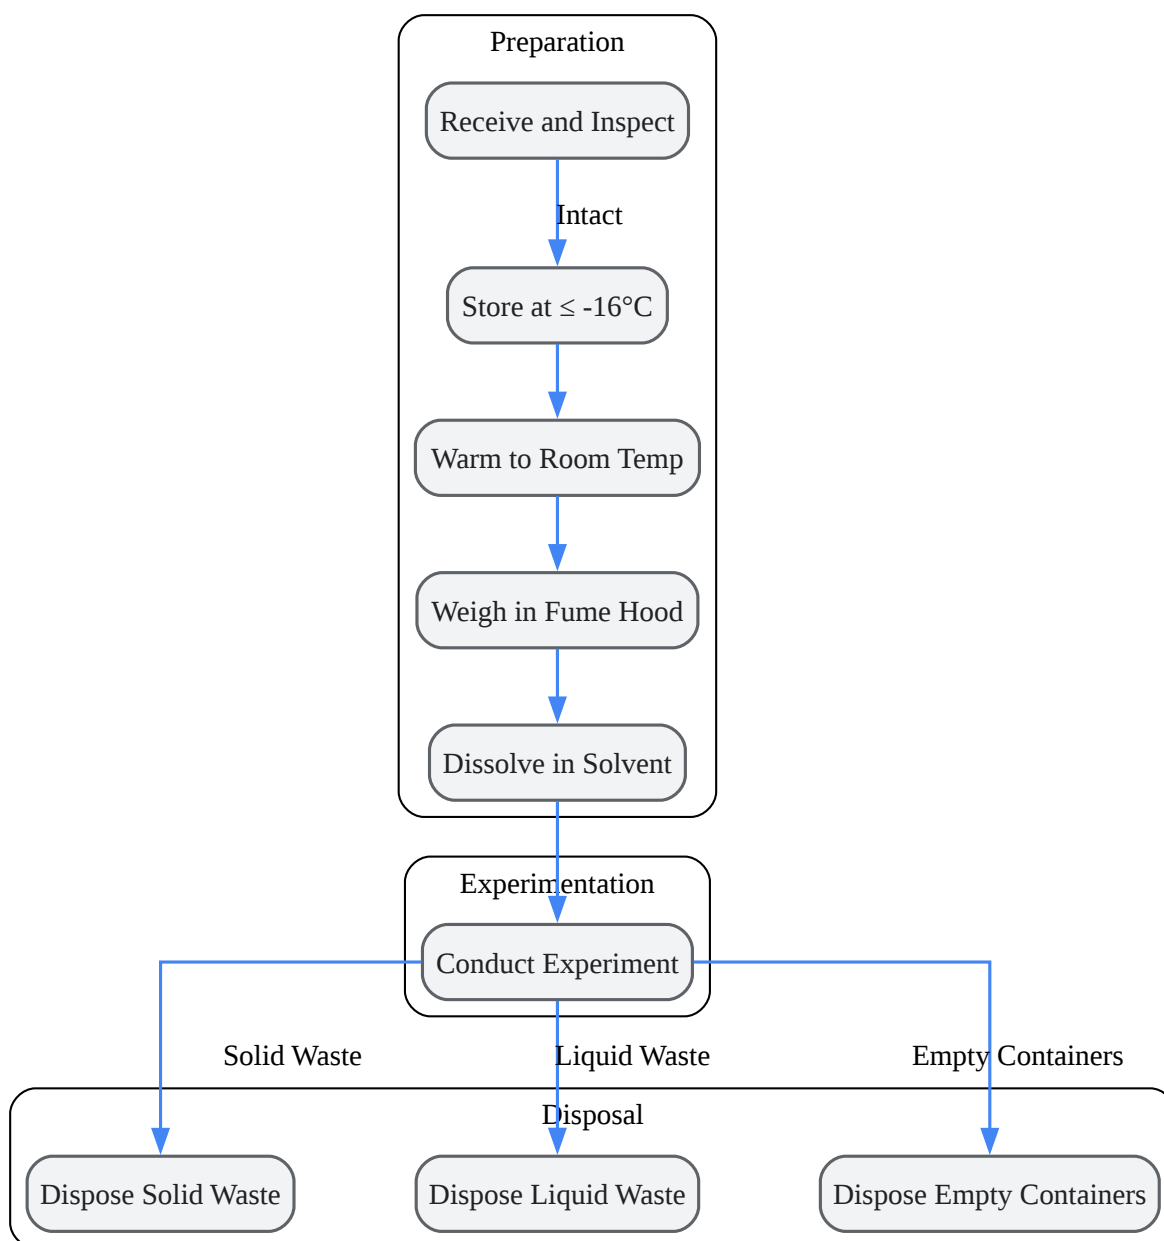 Preparation
Receive and Inspect
Intact
Store at ≤ -16°C
Warm to Room Temp
Weigh in Fume Hood
Dissolve in Solvent
Experimentation
Conduct Experiment
Solid Waste
Liquid Waste
Empty Containers
Disposal
Dispose Solid Waste
Dispose Liquid Waste
Dispose Empty Containers